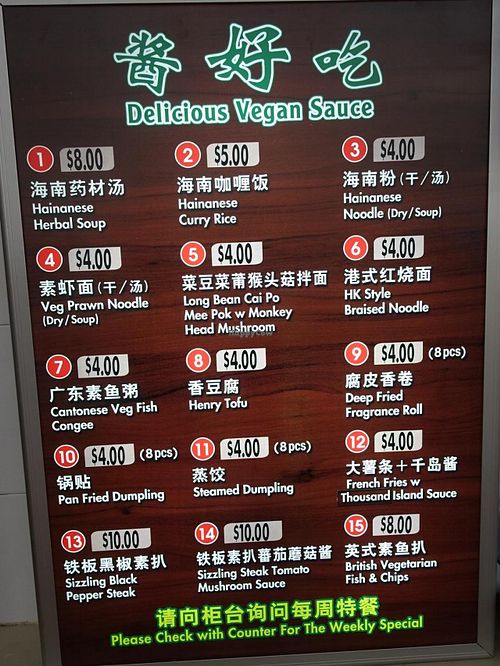 酱 好 吃
Delicious Vegan Sauce
1 $8.00
海南药材汤
Hainanese
Herbal Soup
2 $5.00
海南咖喱饭
Hainanese
Curry Rice
3 $4.00
海南粉(干/汤)
Hainanese
Noodle (Dry/Soup)
4 $4.00
素虾面(干/汤)
Veg Prawn Noodle
(Dry/Soup)
5 $4.00
菜豆菜莆猴头菇拌面
Long Bean Cai Po
Mee Pok w Monkey
Head Mushroom
6 $4.00
港式红烧面
HK Style
Braised Noodle
7 $4.00
广东素鱼粥
Cantonese Veg Fish
Congee
8 $4.00
香豆腐
Henry Tofu
9 $4.00 (8pcs)
腐皮香卷
Deep Fried
Fragrance Roll
10 $4.00 (8pcs)
锅贴
Pan Fried Dumpling
11 $4.00 (8pcs)
蒸饺
Steamed Dumpling
12 $4.00
大薯条+千岛酱
French Fries w
Thousand Island Sauce
13 $10.00
铁板黑椒素扒
Sizzling Black
Pepper Steak
14 $10.00
铁板素扒蕃茄蘑菇酱
Sizzling Steak Tomato
Mushroom Sauce
15 $8.00
英式素鱼扒
British Vegetarian
Fish & Chips
请向柜台询问每周特餐
Please Check with Counter For The Weekly Special
happycow